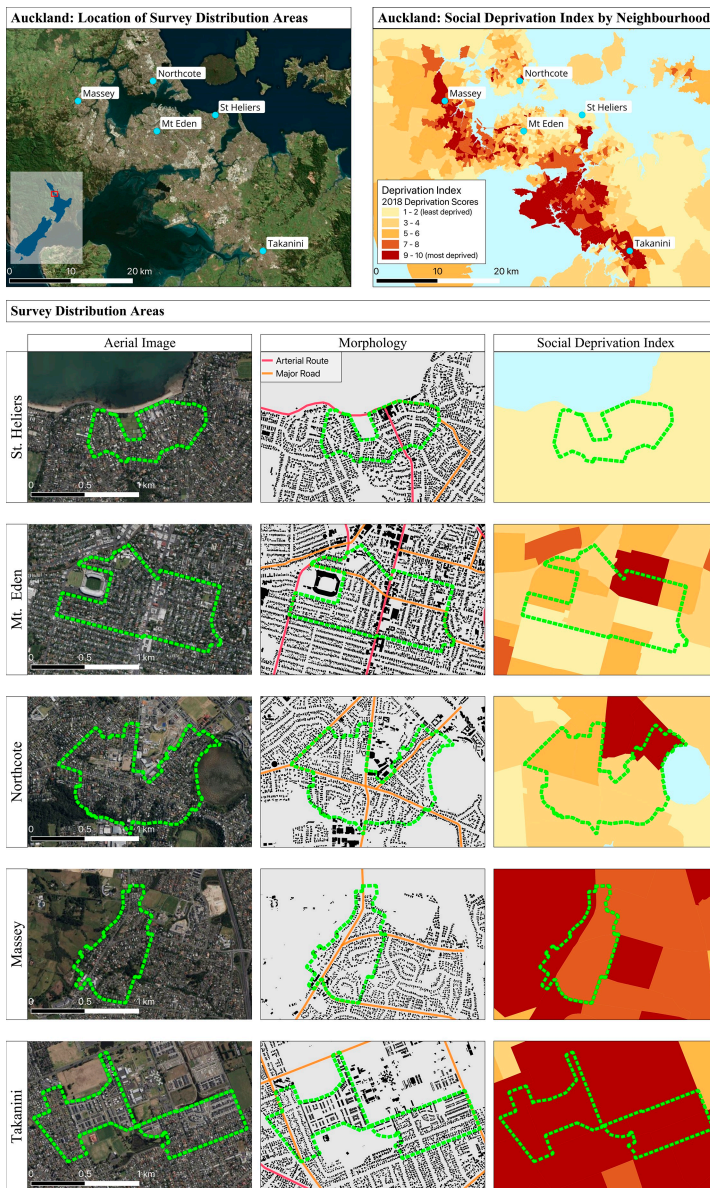 Auckland: Location of Survey Distribution Areas
Northcote
Massey
St Heliers
Mt Eden
Takanini
0 10 20 km
Auckland: Social Deprivation Index by Neighbourhood
Northcote
Massey
St Heliers
Mt Eden
Takanini
Deprivation Index
2018 Deprivation Scores
1 - 2 (least deprived)
3 - 4
5 - 6
7 - 8
9 - 10 (most deprived)
0 10 20 km
Survey Distribution Areas
Aerial Image
Morphology
Social Deprivation Index
St. Heliers
0 0.5 1 km
Arterial Route
Major Road
Mt. Eden
0 0.5 1 km
Northcote
0 0.5 1 km
Massey
0 0.5 1 km
Takanini
0 0.5 1 km